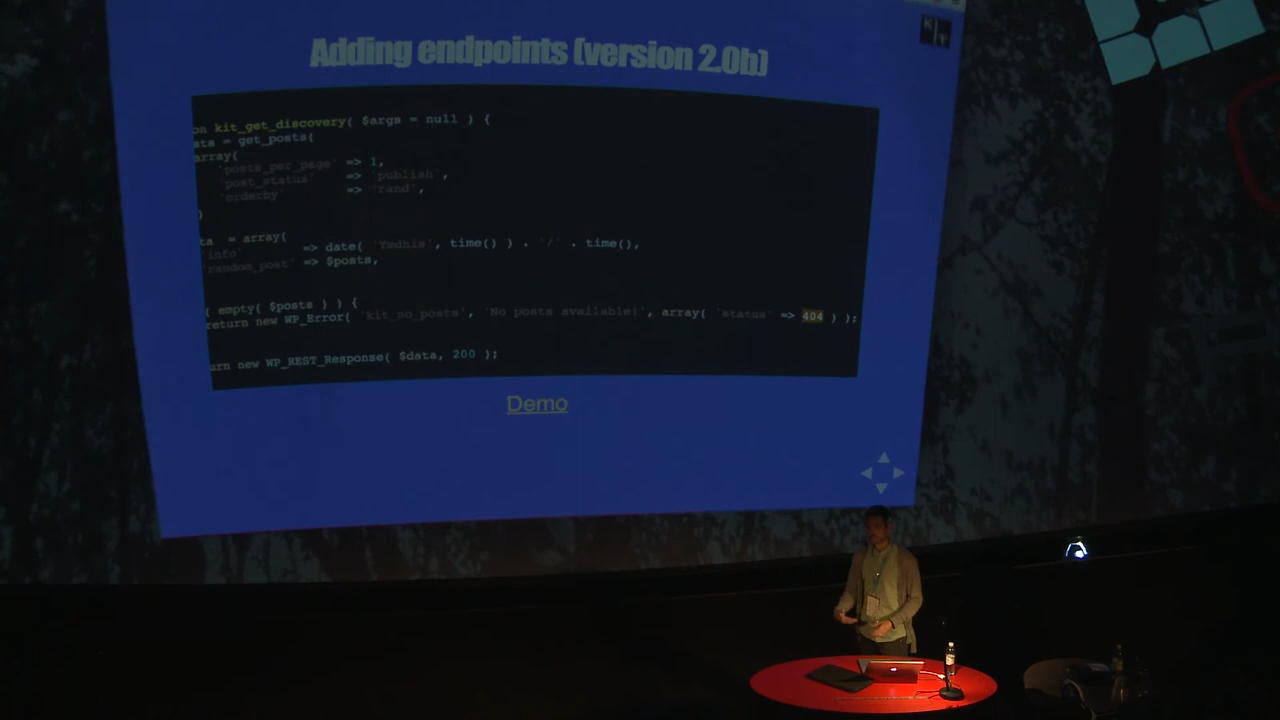 K T
Adding endpoints (version 2.0b)
on kit_get_discovery( $args = null ) {
ata = get_posts(
array(
'posts_per_page' => 1,
'post_status' => 'publish',
'orderby' => 'rand',
)
ta = array(
'info' => date( 'Ymdhis', time() ) . '/' . time(),
'random_post' => $posts,
( empty( $posts ) ) {
return new WP_Error( 'kit_no_posts', 'No posts available!', array( 'status' => 404 ) );
urn new WP_REST_Response( $data, 200 );
Demo